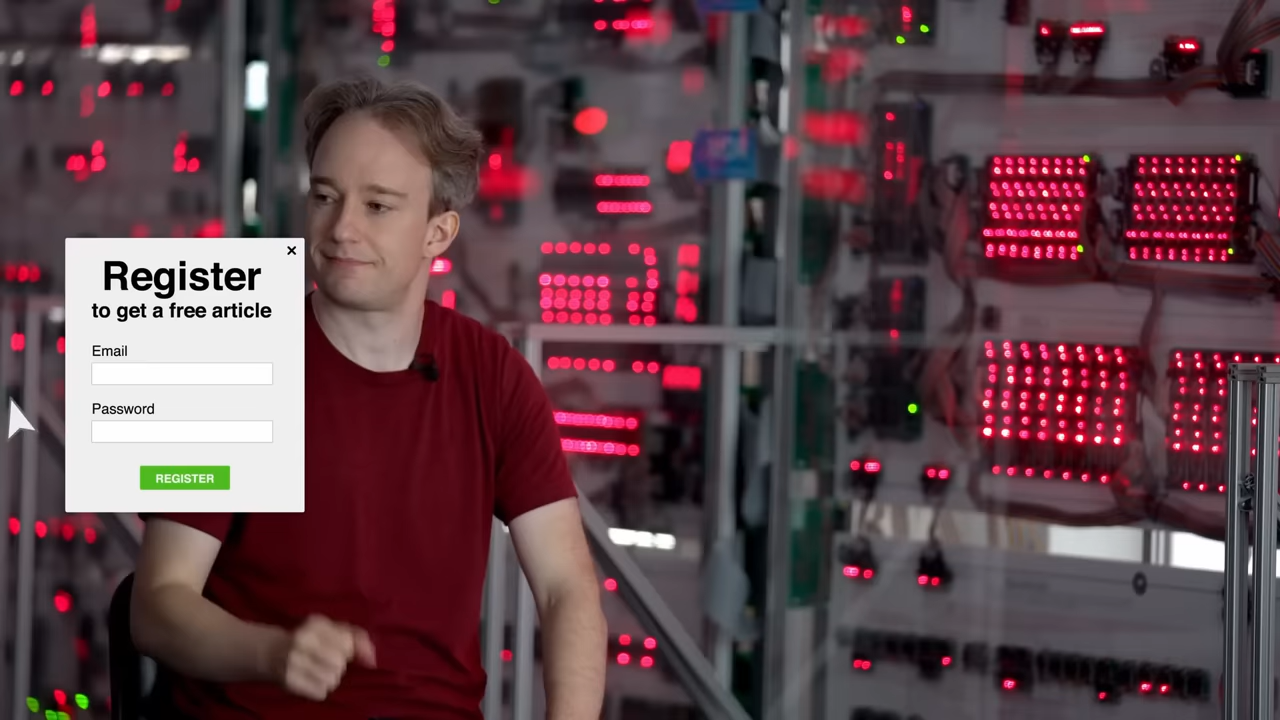 ×
Register
to get a free article
Email
Password
REGISTER